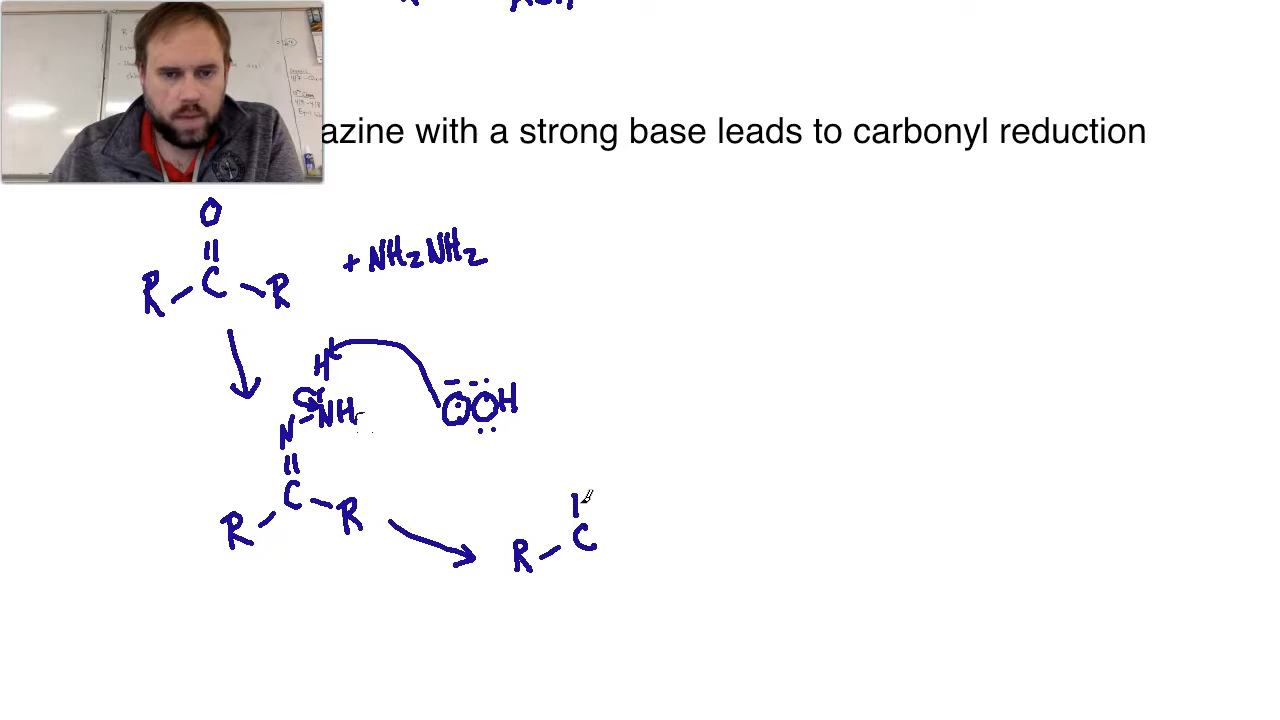 azine with a strong base leads to carbonyl reduction
O
||
R - C - R + NH2NH2
H
N - NH
OOH
||
C
R - C - R
R -